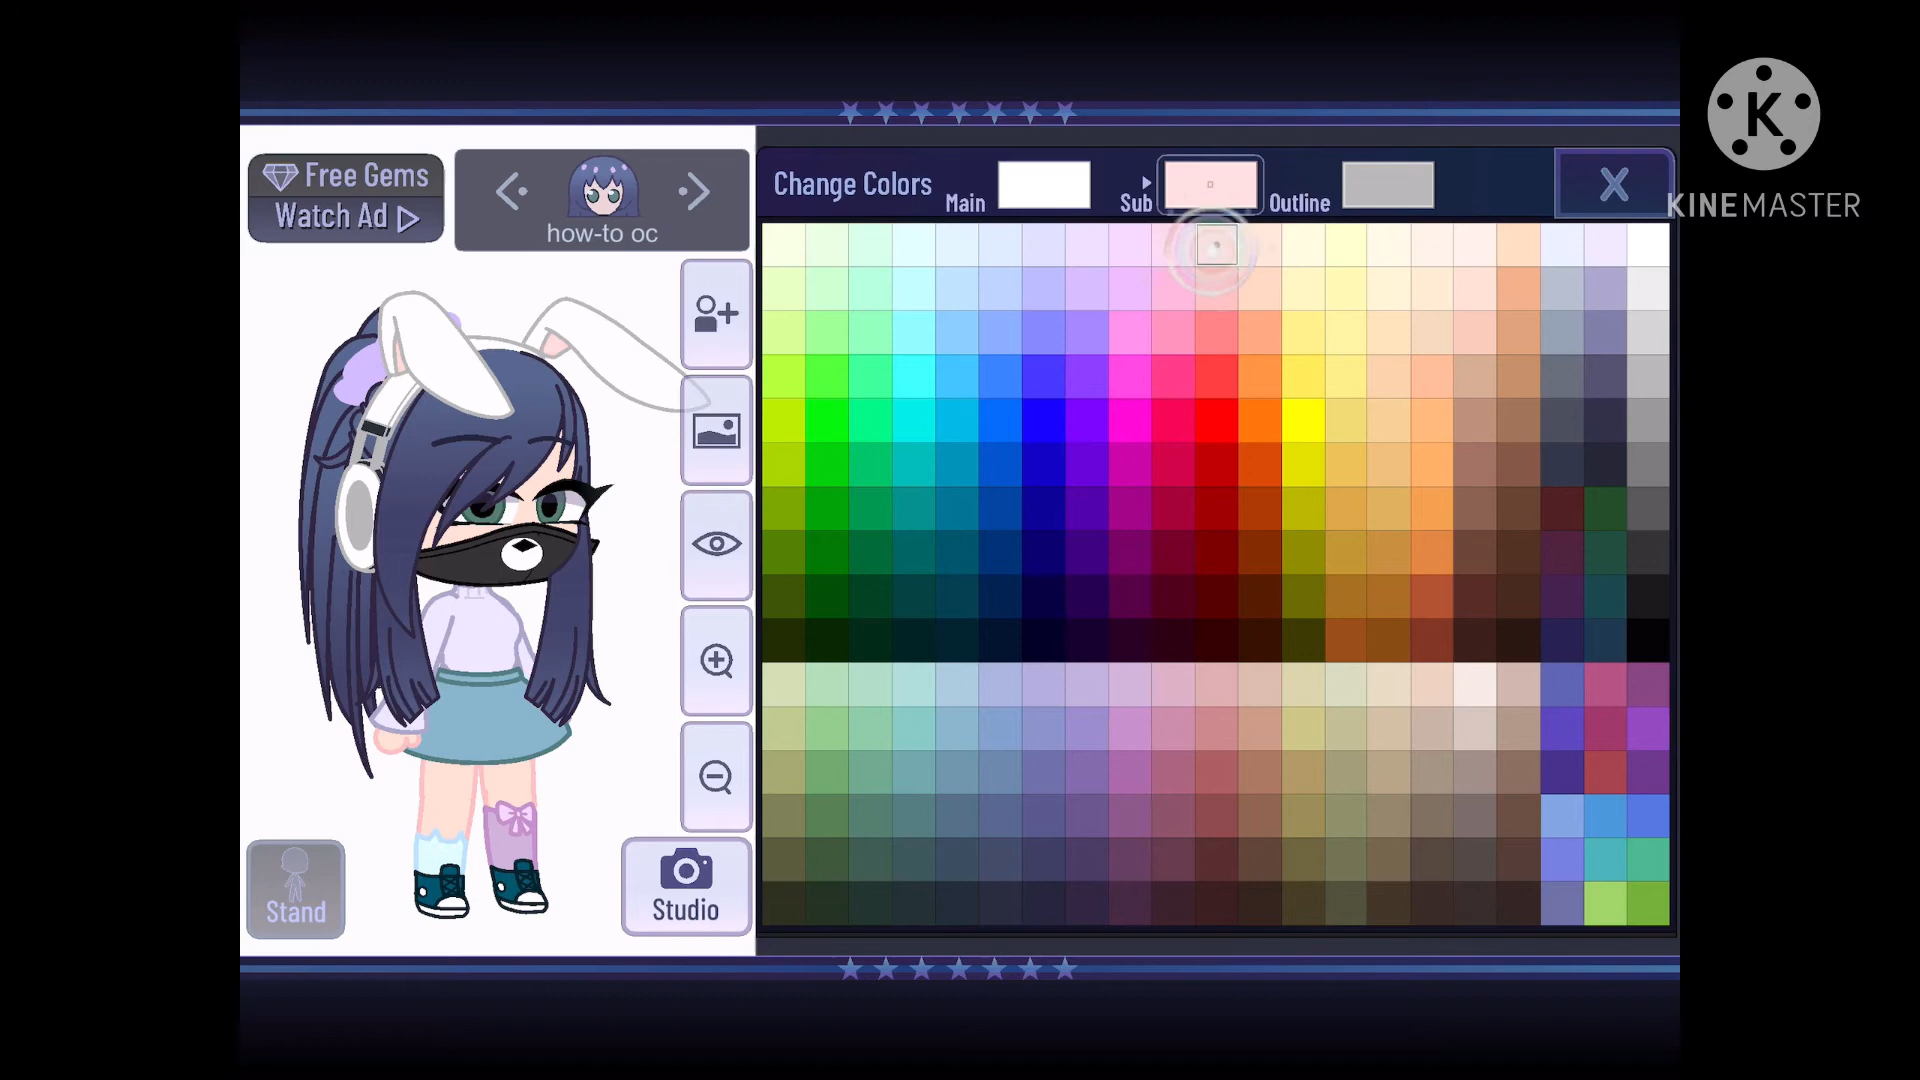 Free Gems
Watch Ad
how-to oc
Change Colors
Main
Sub
Outline
X
K
KINEMASTER
Stand
Studio